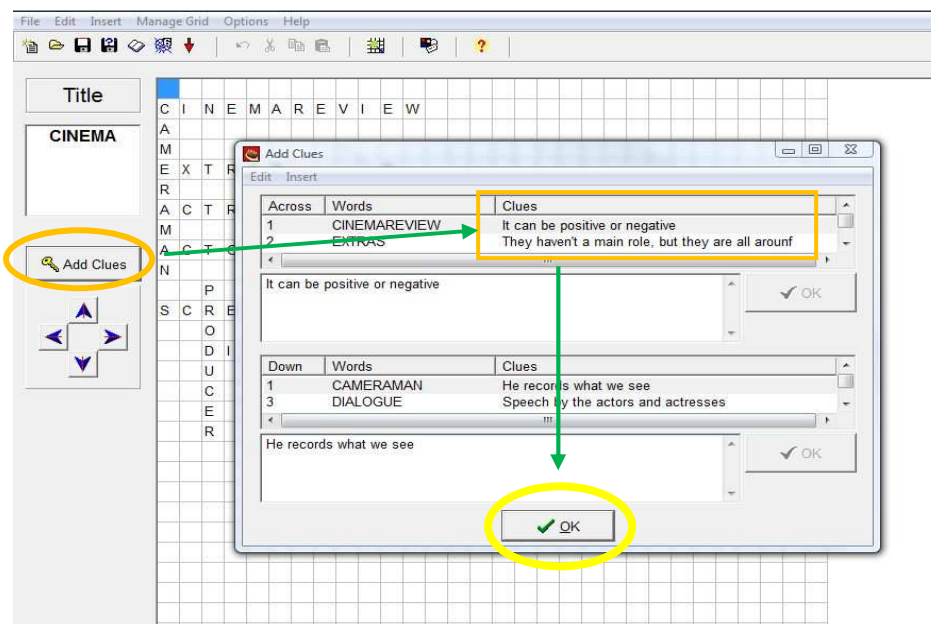 File Edit Insert Manage Grid Options Help
Title
CINEMA
Add Clues
C I N E M A R E V I E W
A
M
E X T R
R
A C T R
M
A C T O
N
P
S C R E
O
D I
U
C
E
R
Add Clues
Edit Insert
Across Words Clues
1 CINEMAREVIEW It can be positive or negative
2 EXTRAS They haven't a main role, but they are all arounf
It can be positive or negative
OK
Down Words Clues
1 CAMERAMAN He records what we see
3 DIALOGUE Speech by the actors and actresses
He records what we see
OK
OK